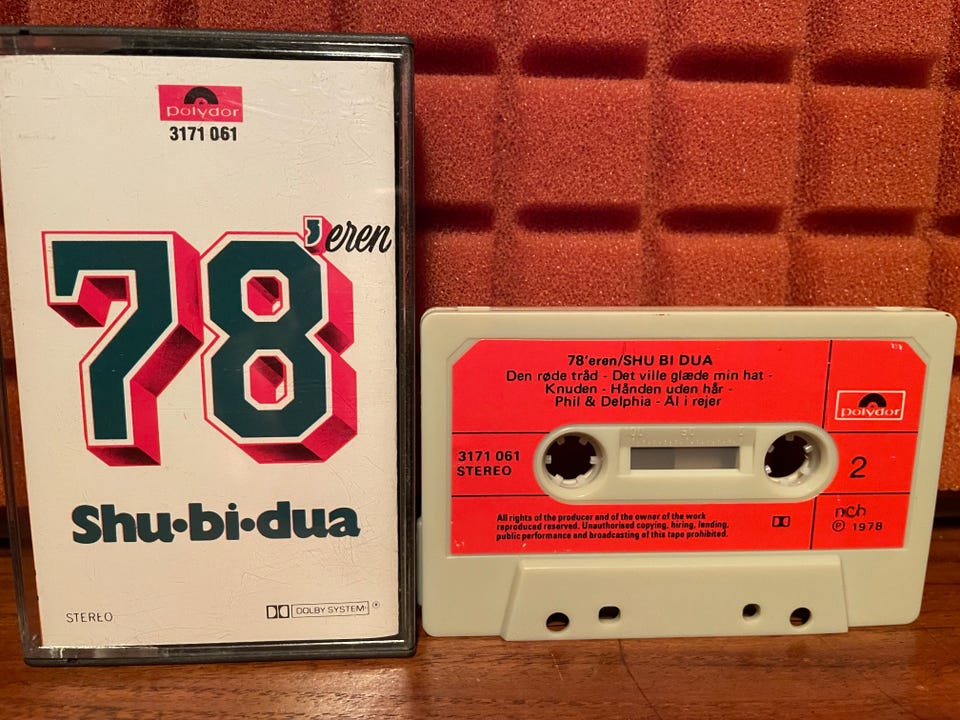 polydor
3171 061
78'eren
Shu•bi•dua
STEREO
DOLBY SYSTEM ®
78'eren/SHU BI DUA
Den røde tråd - Det ville glæde min hat -
Knuden - Hånden uden hår -
Phil & Delphia - Ål i rejer
polydor
3171 061
STEREO
2
All rights of the producer and of the owner of the work
reproduced reserved. Unauthorised copying, hiring, lending,
public performance and broadcasting of this tape prohibited.
ncb
℗ 1978